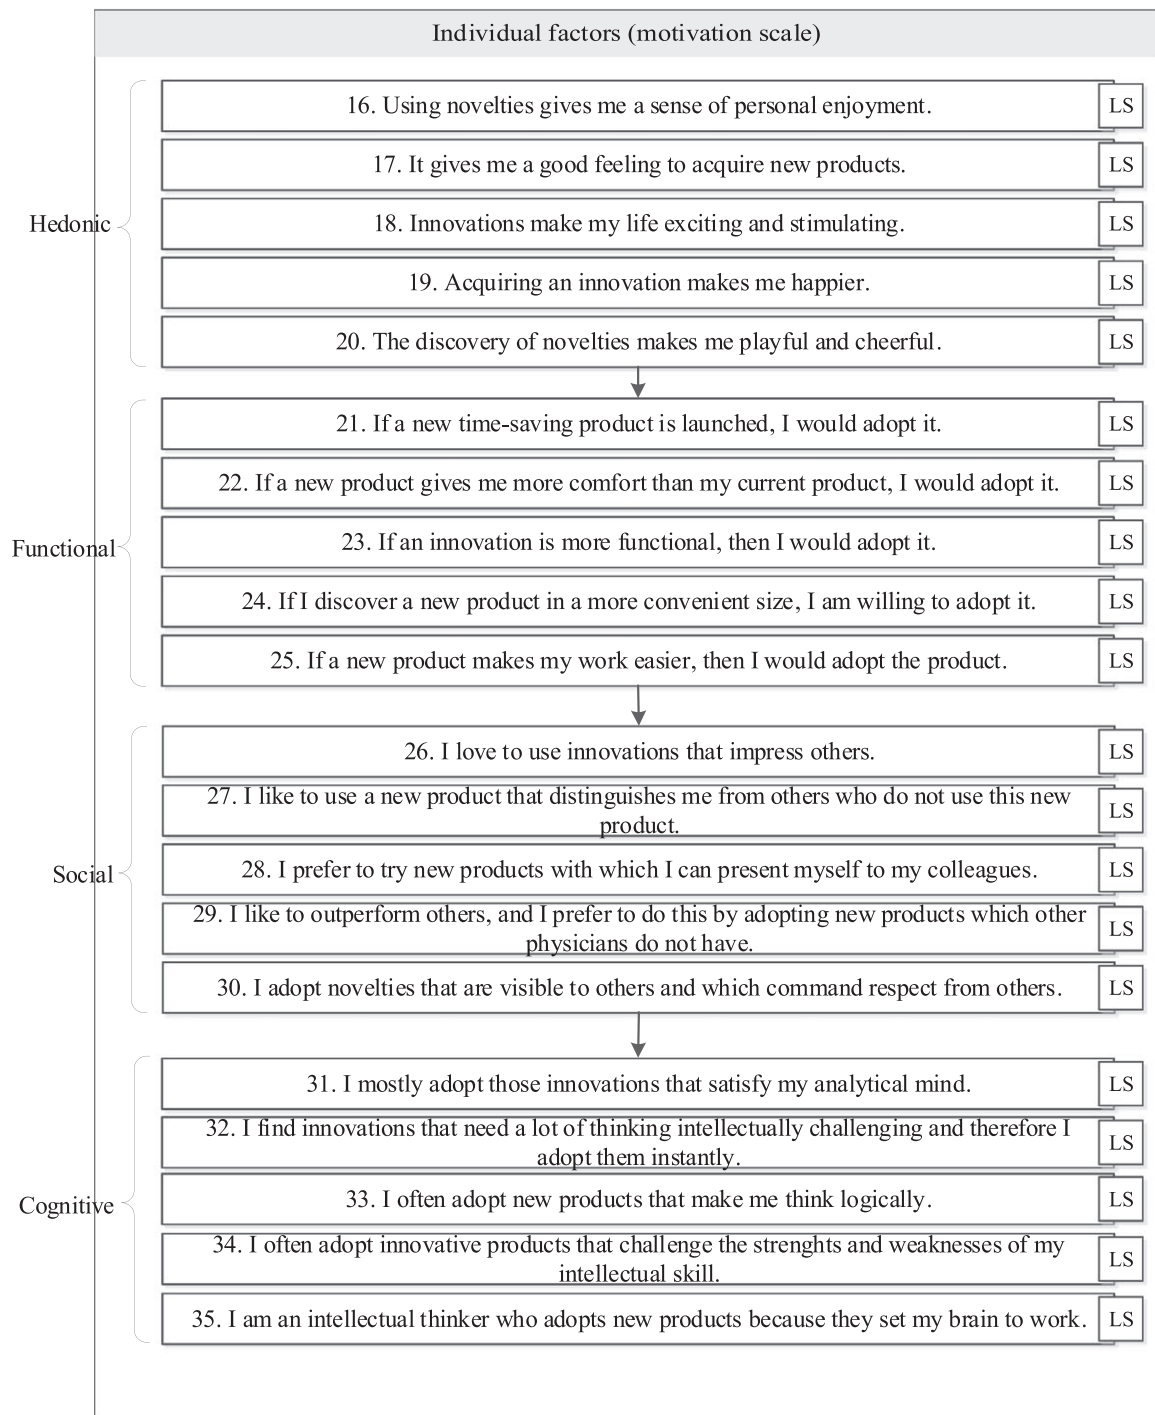 Individual factors (motivation scale)
Hedonic
16. Using novelties gives me a sense of personal enjoyment.
LS
17. It gives me a good feeling to acquire new products.
LS
18. Innovations make my life exciting and stimulating.
LS
19. Acquiring an innovation makes me happier.
LS
20. The discovery of novelties makes me playful and cheerful.
LS
Functional
21. If a new time-saving product is launched, I would adopt it.
LS
22. If a new product gives me more comfort than my current product, I would adopt it.
LS
23. If an innovation is more functional, then I would adopt it.
LS
24. If I discover a new product in a more convenient size, I am willing to adopt it.
LS
25. If a new product makes my work easier, then I would adopt the product.
LS
Social
26. I love to use innovations that impress others.
LS
27. I like to use a new product that distinguishes me from others who do not use this new
product.
LS
28. I prefer to try new products with which I can present myself to my colleagues.
LS
29. I like to outperform others, and I prefer to do this by adopting new products which other
physicians do not have.
LS
30. I adopt novelties that are visible to others and which command respect from others.
LS
Cognitive
31. I mostly adopt those innovations that satisfy my analytical mind.
LS
32. I find innovations that need a lot of thinking intellectually challenging and therefore I
adopt them instantly.
LS
33. I often adopt new products that make me think logically.
LS
34. I often adopt innovative products that challenge the strenghts and weaknesses of my
intellectual skill.
LS
35. I am an intellectual thinker who adopts new products because they set my brain to work.
LS